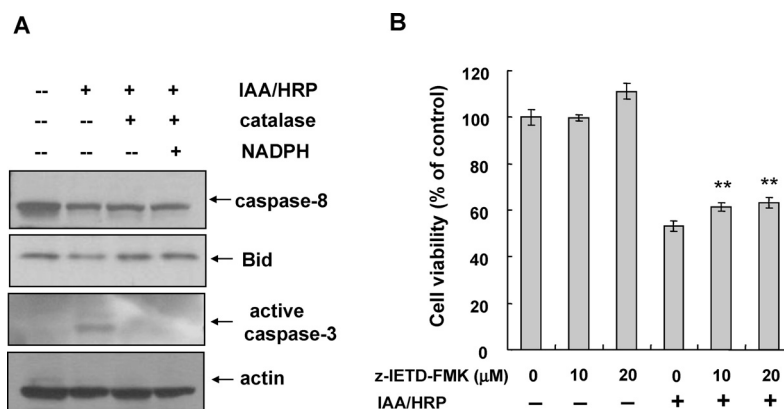 A
-- + + + IAA/HRP
-- -- + + catalase
-- -- -- + NADPH
caspase-8
Bid
active
caspase-3
actin
B
Cell viability (% of control)
120
100
80
60
40
20
0
** **
z-IETD-FMK (μM) 0 10 20 0 10 20
IAA/HRP – – – + + +